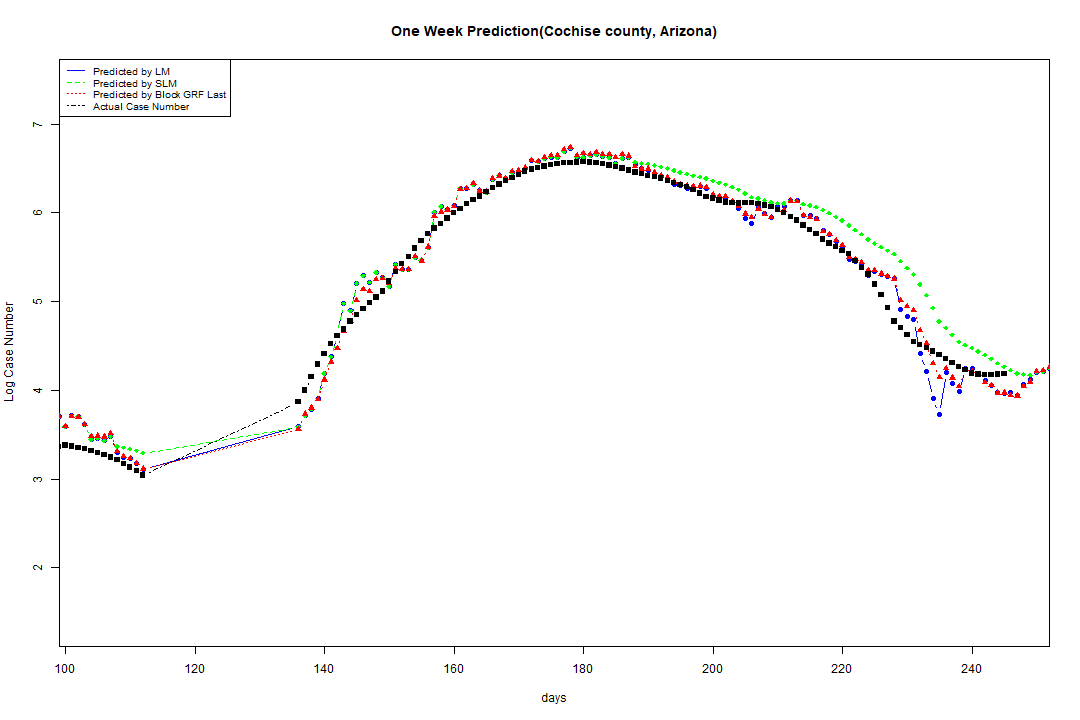 One Week Prediction(Cochise county, Arizona)
Predicted by LM
Predicted by SLM
Predicted by Block GRF Last
Actual Case Number
7
6
5
4
3
2
Log Case Number
100 120 140 160 180 200 220 240
days